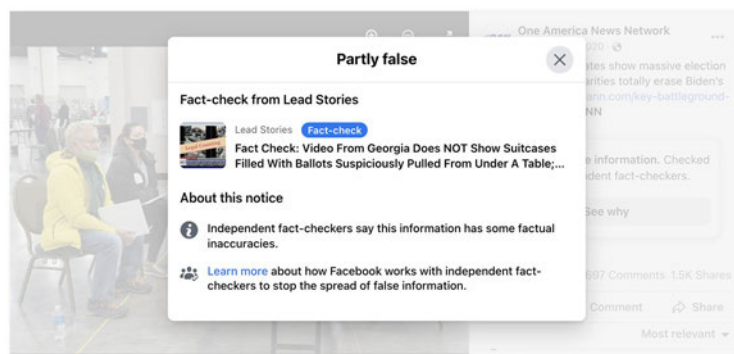 Partly false
Fact-check from Lead Stories
Lead Stories Fact-check
Fact Check: Video From Georgia Does NOT Show Suitcases
Filled With Ballots Suspiciously Pulled From Under A Table;...
About this notice
Independent fact-checkers say this information has some factual
inaccuracies.
Learn more about how Facebook works with independent fact-
checkers to stop the spread of false information.
One America News Network
ates show massive election
arities totally erase Biden's
ann.com/key-battleground-
NN
e information. Checked
dent fact-checkers.
See why
697 Comments 1.5K Shares
Comment Share
Most relevant